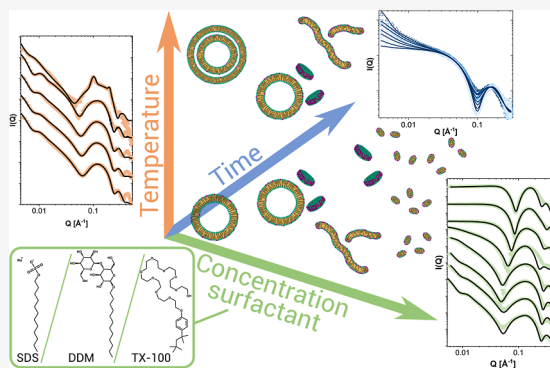 I(Q)
0.01
0.1
Q [Å⁻¹]
Temperature
Time
I(Q)
0.01
0.10
Q [Å⁻¹]
I(Q)
0.01
0.1
Q [Å⁻¹]
Concentration
surfactant
SDS
DDM
TX-100